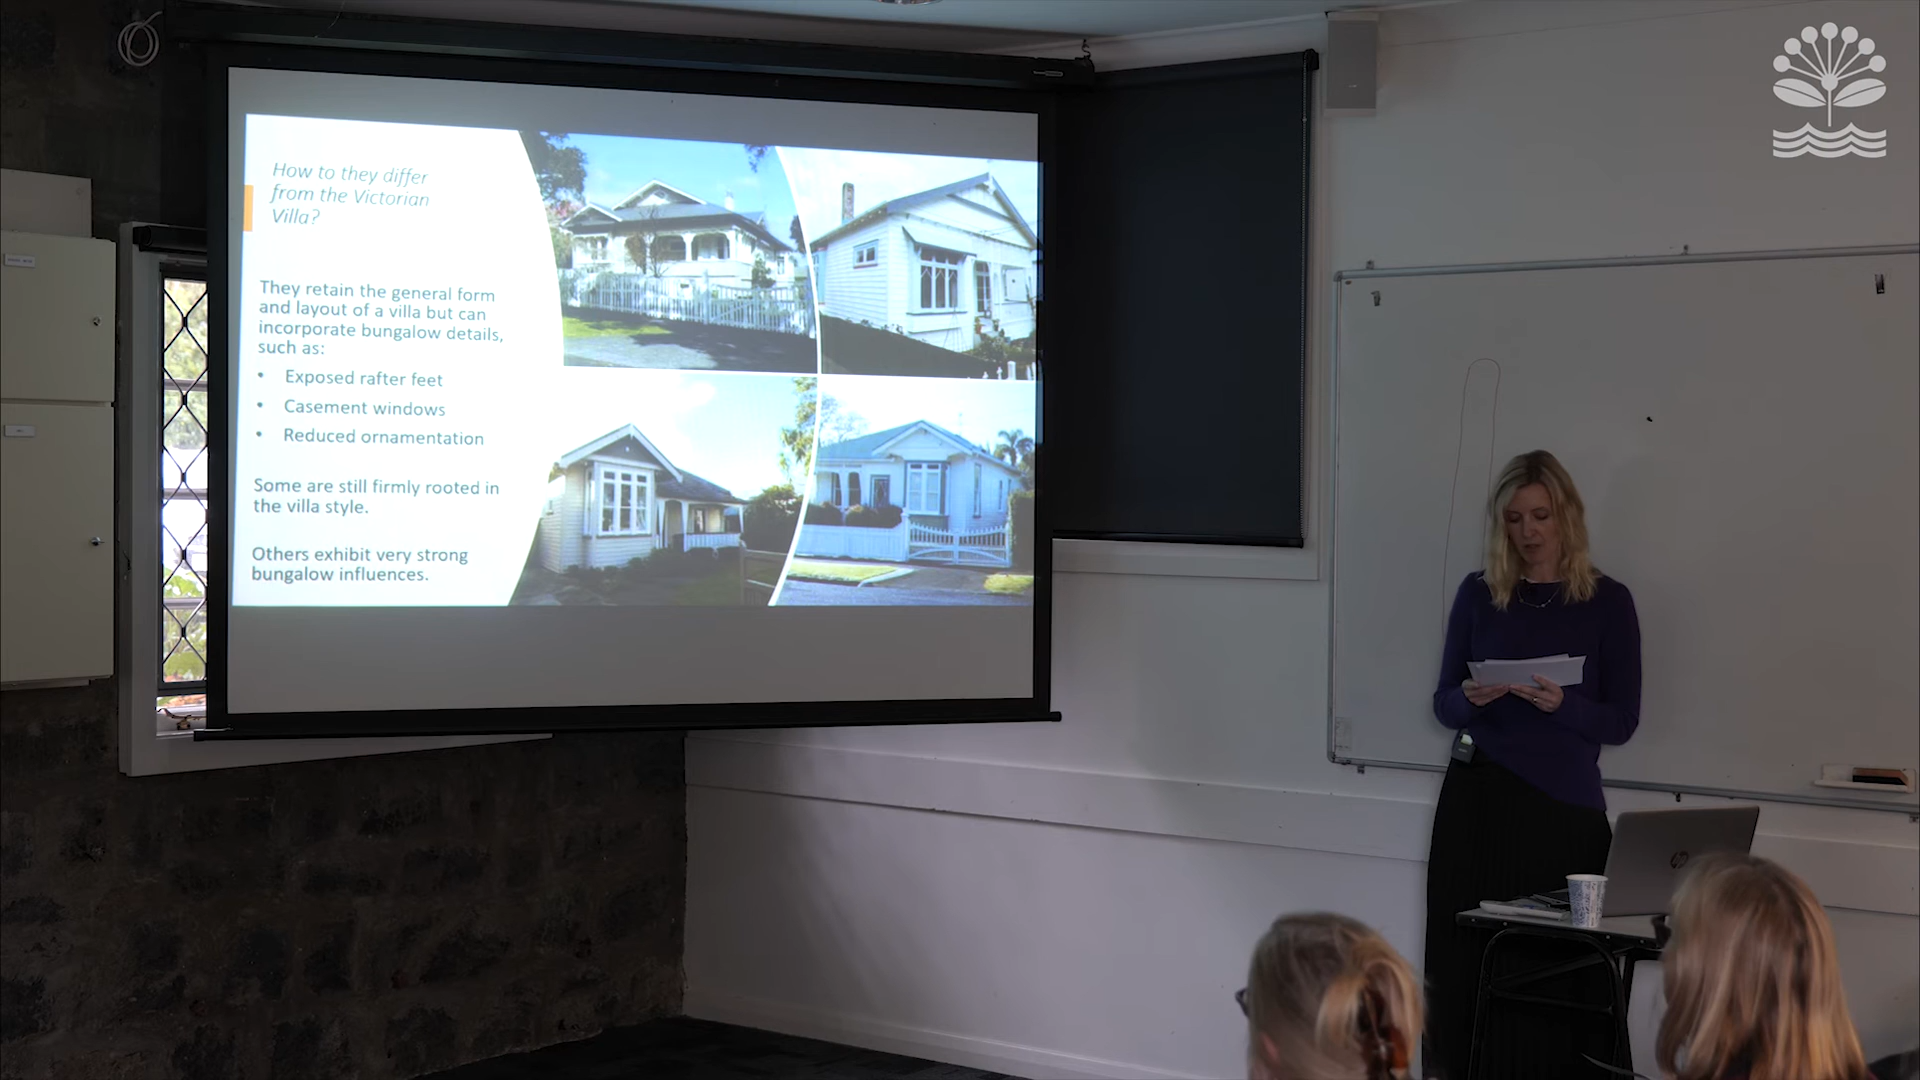 How to they differ
from the Victorian
Villa?
They retain the general form
and layout of a villa but can
incorporate bungalow details,
such as:
• Exposed rafter feet
• Casement windows
• Reduced ornamentation
Some are still firmly rooted in
the villa style.
Others exhibit very strong
bungalow influences.
hp